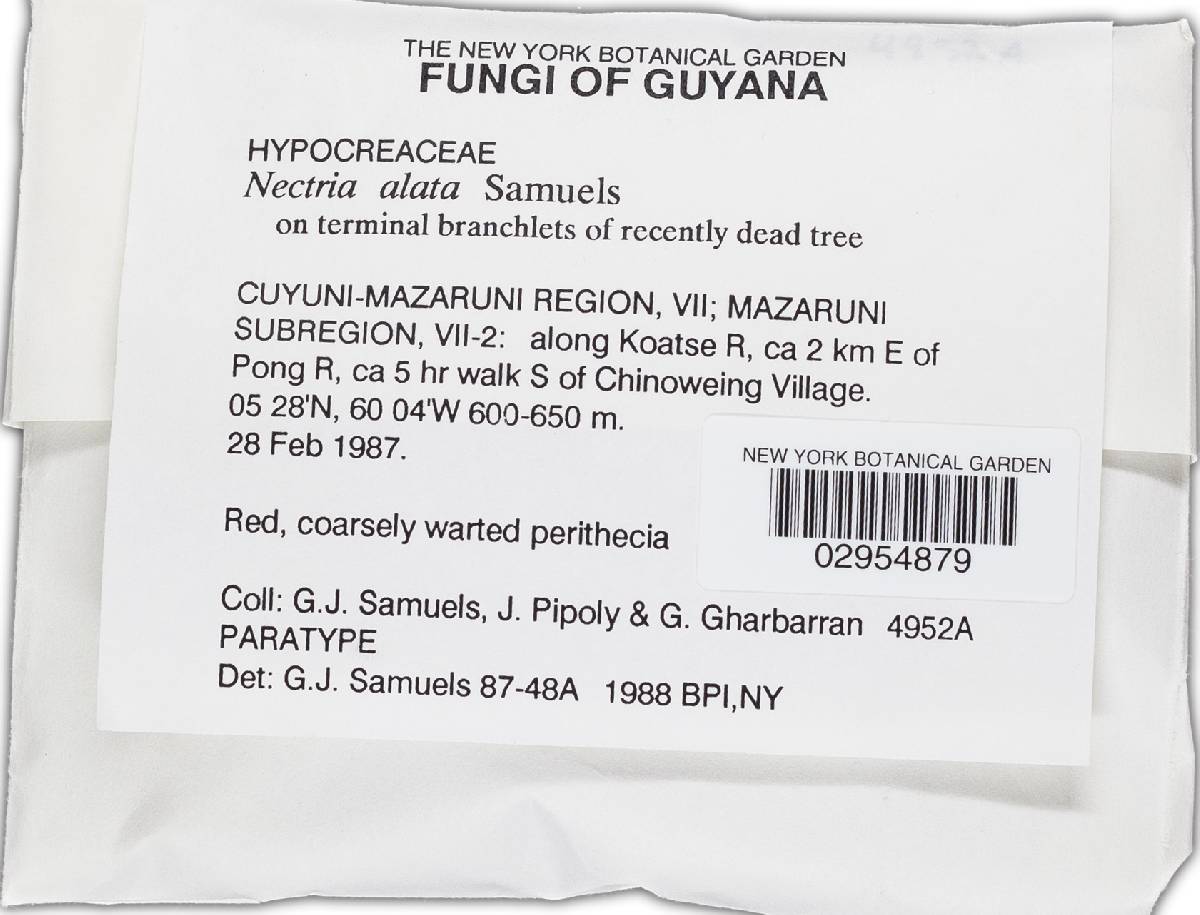 THE NEW YORK BOTANICAL GARDEN
FUNGI OF GUYANA
HYPOCREACEAE
Nectria alata Samuels
on terminal branchlets of recently dead tree
CUYUNI-MAZARUNI REGION, VII; MAZARUNI
SUBREGION, VII-2: along Koatse R, ca 2 km E of
Pong R, ca 5 hr walk S of Chinoweing Village.
05 28'N, 60 04'W 600-650 m.
28 Feb 1987.
Red, coarsely warted perithecia
NEW YORK BOTANICAL GARDEN
02954879
Coll: G.J. Samuels, J. Pipoly & G. Gharbarran 4952A
PARATYPE
Det: G.J. Samuels 87-48A 1988 BPI,NY